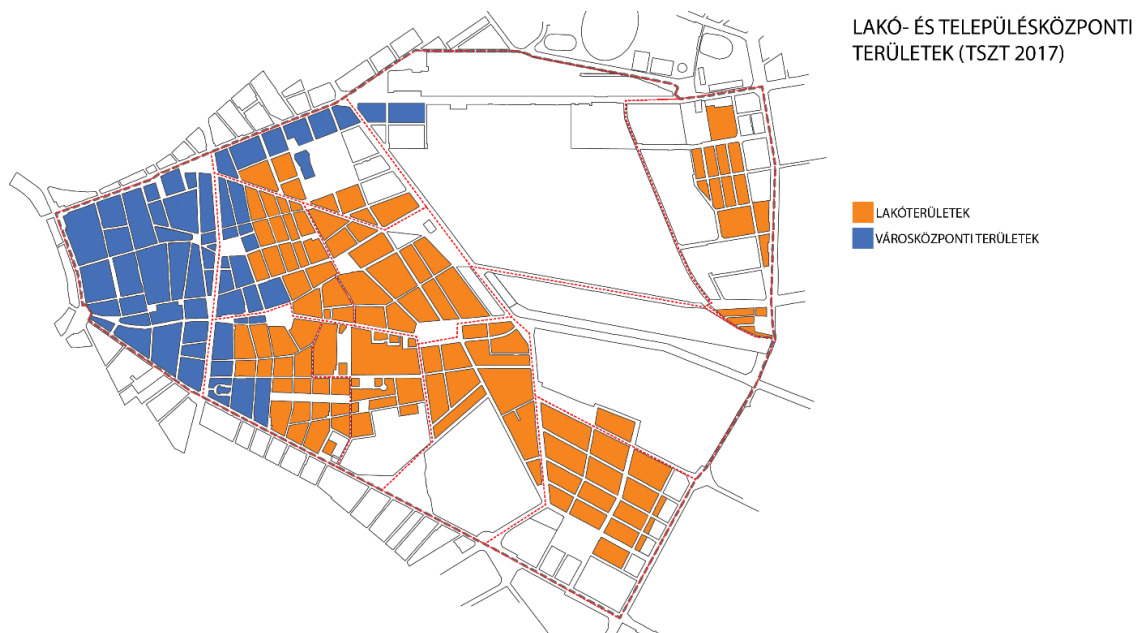 LAKÓ- ÉS TELEPÜLÉSKÖZPONTI
TERÜLETEK (TSZT 2017)
LAKÓTERÜLETEK
VÁROSKÖZPONTI TERÜLETEK